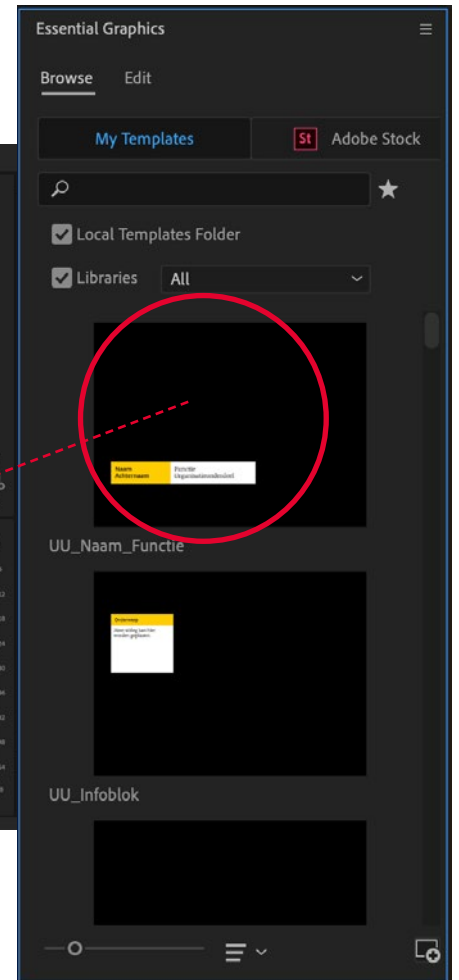 Essential Graphics
Browse Edit
My Templates St Adobe Stock
Local Templates Folder
Libraries All
Naam
Achternaam
Functie
Organisatieonderdeel
UU_Naam_Functie
Onderwerp
UU_Infoblok